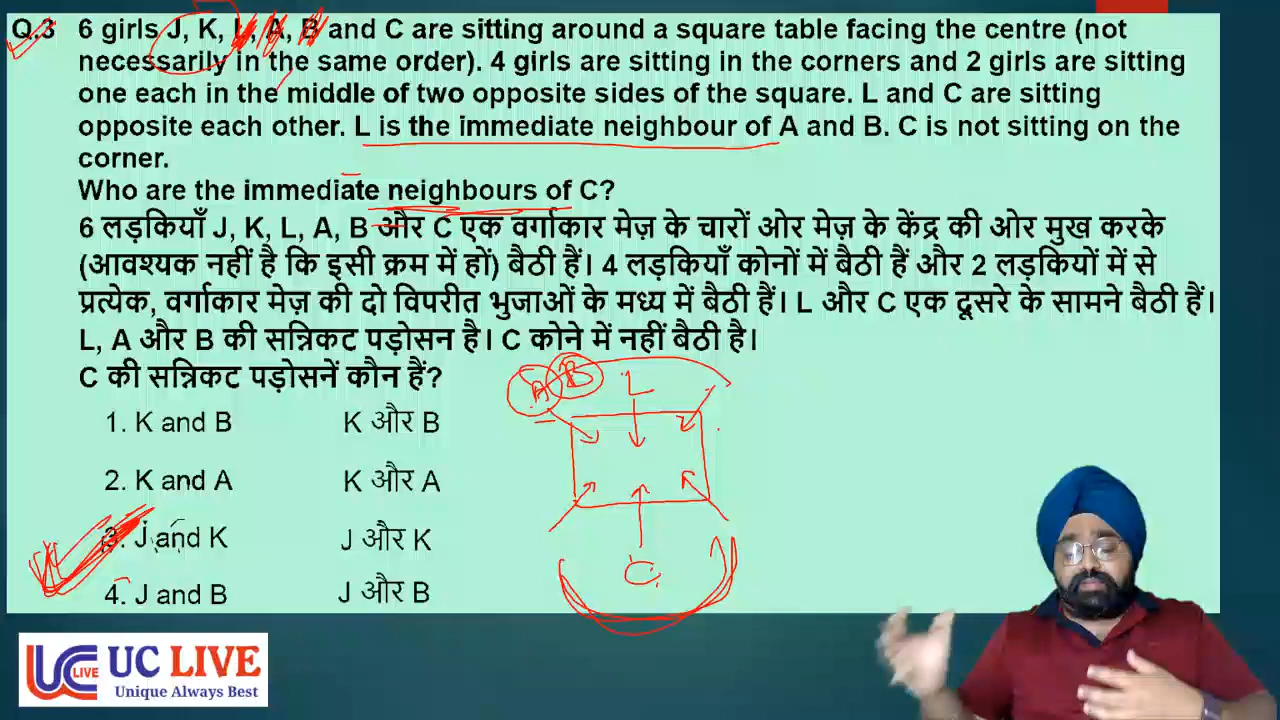 Q.3 6 girls J, K, L, A, B and C are sitting around a square table facing the centre (not
necessarily in the same order). 4 girls are sitting in the corners and 2 girls are sitting
one each in the middle of two opposite sides of the square. L and C are sitting
opposite each other. L is the immediate neighbour of A and B. C is not sitting on the
corner.
Who are the immediate neighbours of C?
6 लड़कियाँ J, K, L, A, B और C एक वर्गाकार मेज़ के चारों ओर मेज़ के केंद्र की ओर मुख करके
(आवश्यक नहीं है कि इसी क्रम में हों) बैठी हैं। 4 लड़कियाँ कोनों में बैठी हैं और 2 लड़कियों में से
प्रत्येक, वर्गाकार मेज़ की दो विपरीत भुजाओं के मध्य में बैठी हैं। L और C एक दूसरे के सामने बैठी हैं।
L, A और B की सन्निकट पड़ोसन है। C कोने में नहीं बैठी है।
C की सन्निकट पड़ोसनें कौन हैं?
A B L
1. K and B K और B
2. K and A K और A
3. J and K J और K
C
4. J and B J और B
UC LIVE UC LIVE
Unique Always Best